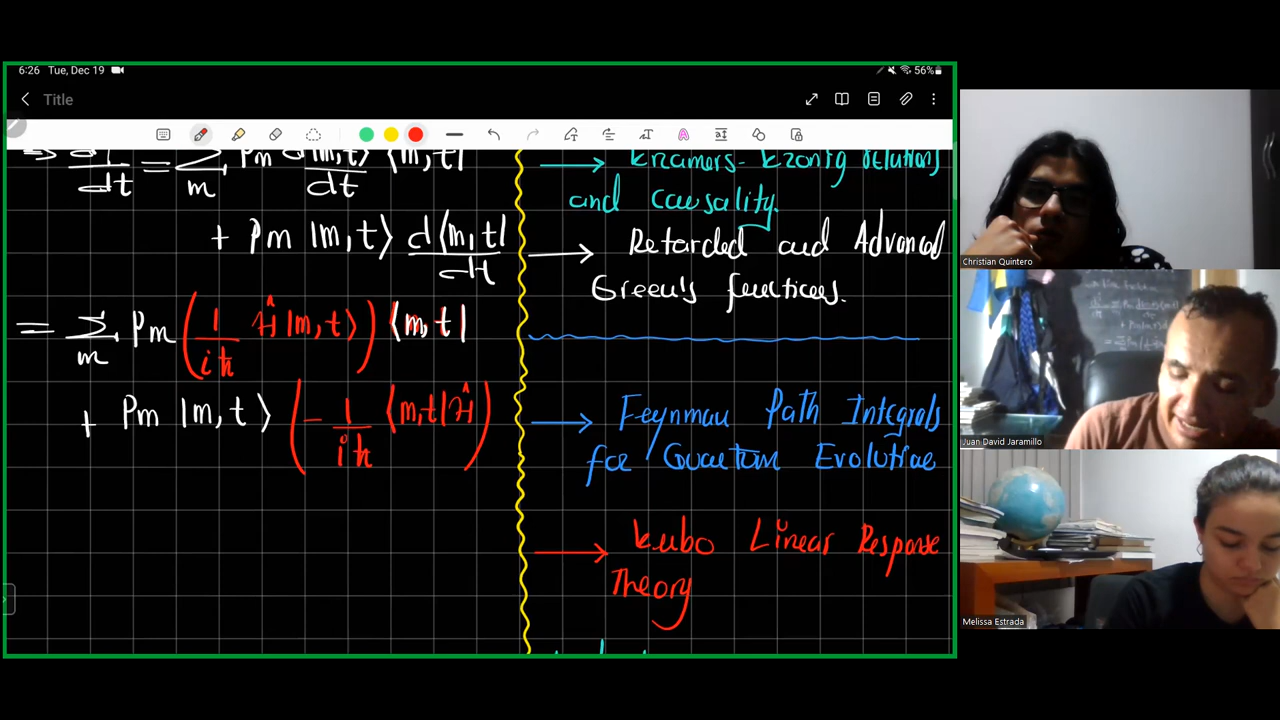 6:26 Tue, Dec 19
56%
Title
dt = Σ Pm d|m,t⟩ ⟨m,t|
m dt
+ Pm |m,t⟩ d⟨m,t|
dt
= Σ Pm ( 1 Ĥ |m,t⟩ ) ⟨m,t|
m iħ
+ Pm |m,t⟩ ( - 1 ⟨m,t| Ĥ )
iħ
→ Kramers-Kronig relations
and causality.
→ Retarded and Advanced
Green's functions.
→ Feynman Path Integrals
for Quantum Evolution
→ Kubo Linear Response
Theory
Christian Quintero
Juan David Jaramillo
Melissa Estrada